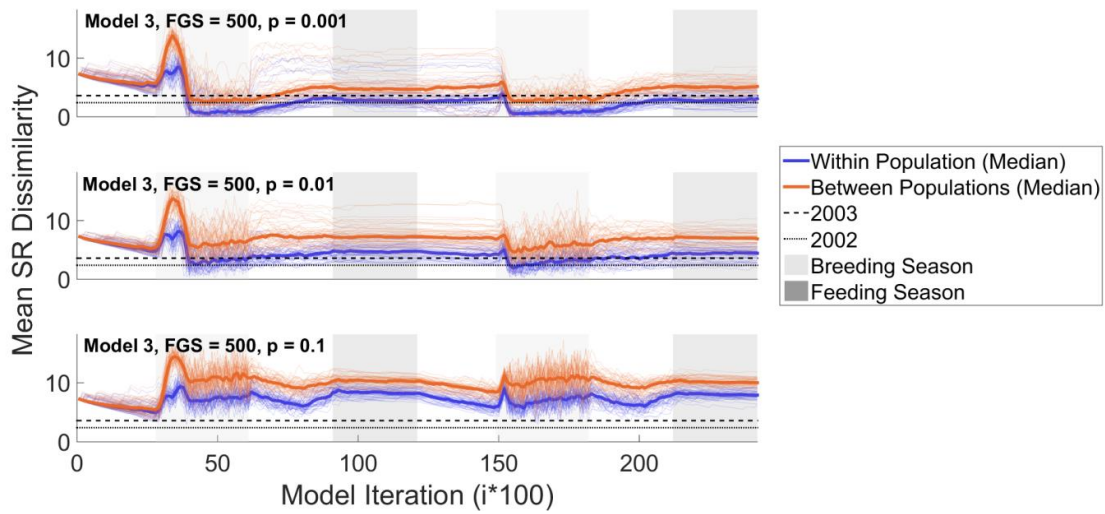 Model 3, FGS = 500, p = 0.001
10
0
Model 3, FGS = 500, p = 0.01
10
0
Model 3, FGS = 500, p = 0.1
10
0
0
50
100
150
200
Model Iteration (i*100)
Mean SR Dissimilarity
Within Population (Median)
Between Populations (Median)
2003
2002
Breeding Season
Feeding Season